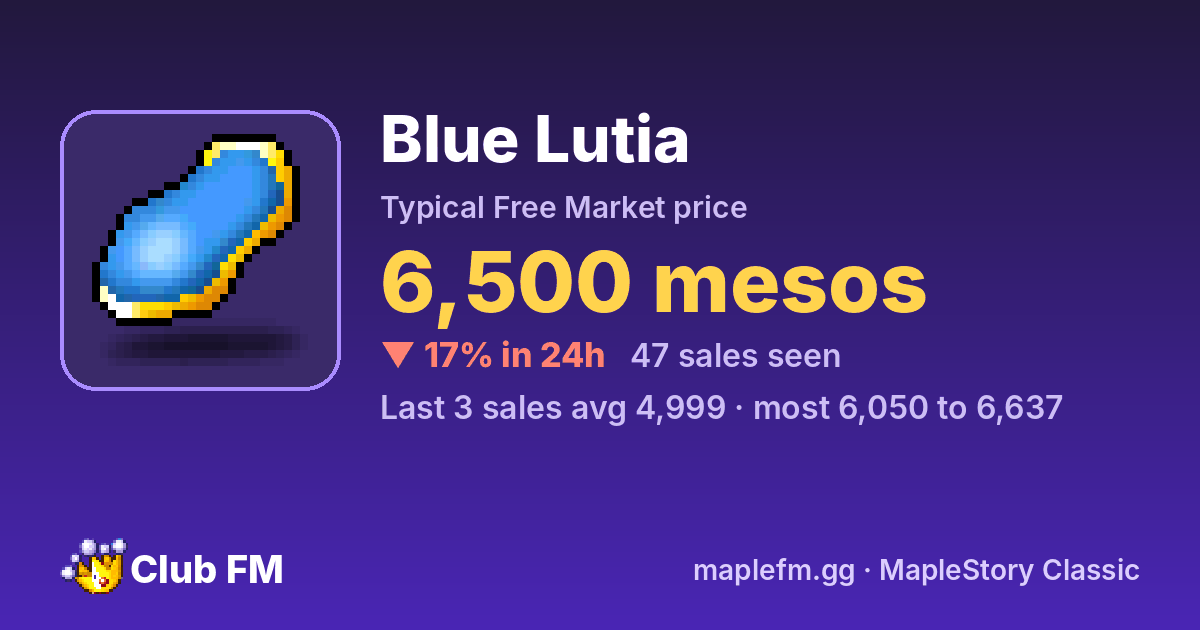 Blue Lutia
Typical Free Market price
6,500 mesos
▼ 17% in 24h 47 sales seen
Last 3 sales avg 4,999 · most 6,050 to 6,637
Club FM
maplefm.gg · MapleStory Classic